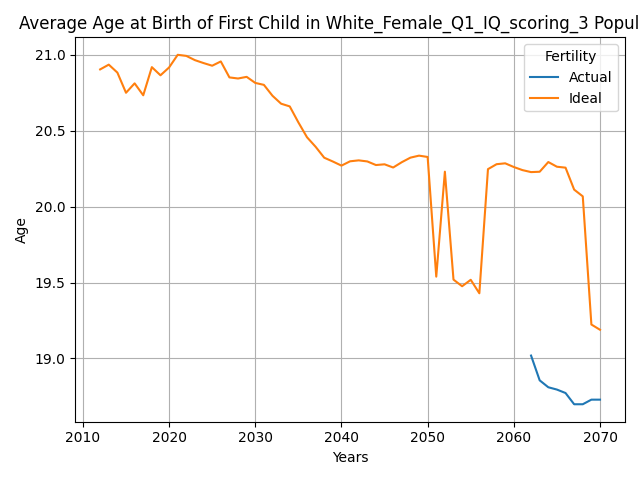 Average Age at Birth of First Child in White_Female_Q1_IQ_scoring_3 Popul
Fertility
Actual
Ideal
21.0
20.5
20.0
19.5
19.0
Age
2010 2020 2030 2040 2050 2060 2070
Years